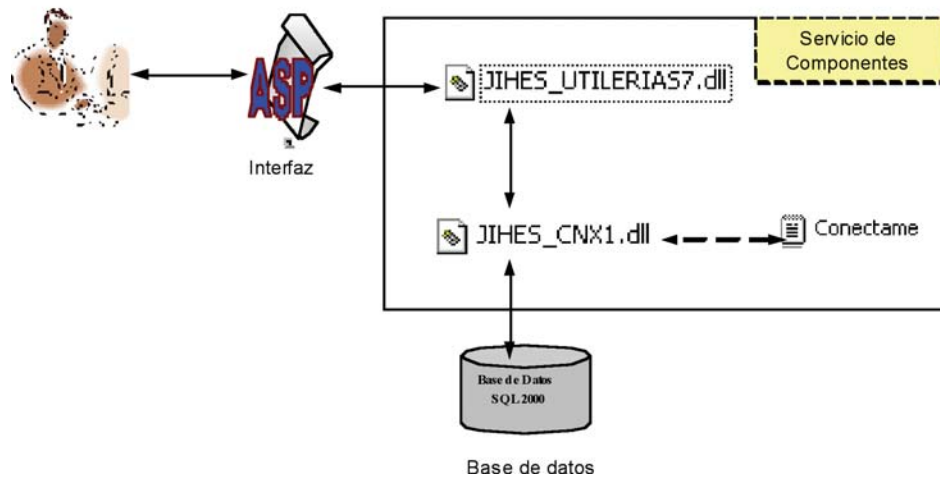 Servicio de
Componentes
JIHES_UTILERIAS7.dll
ASP
Interfaz
JIHES_CNX1.dll
Conectame
Base de Datos
SQL 2000
Base de datos